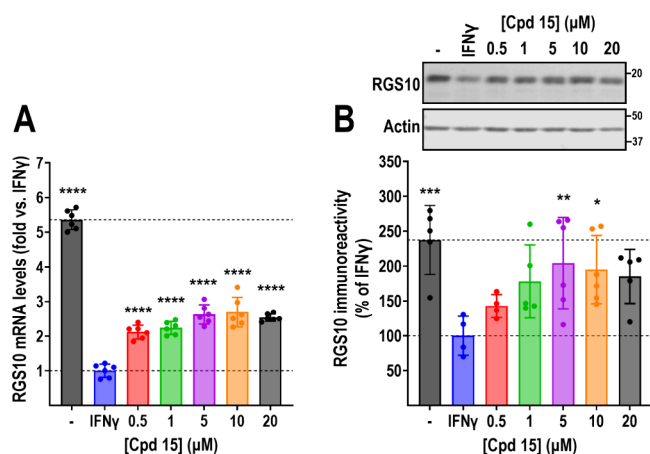 [Cpd 15] (µM)
- IFNγ 0.5 1 5 10 20
RGS10
20
Actin
50
37
A
RGS10 mRNA levels (fold vs. IFNγ)
7
6
5
4
3
2
1
0
****
****
****
****
****
****
- IFNγ 0.5 1 5 10 20
[Cpd 15] (µM)
B
RGS10 immunoreactivity
(% of IFNγ)
350
300
250
200
150
100
50
0
***
**
*
- IFNγ 0.5 1 5 10 20
[Cpd 15] (µM)